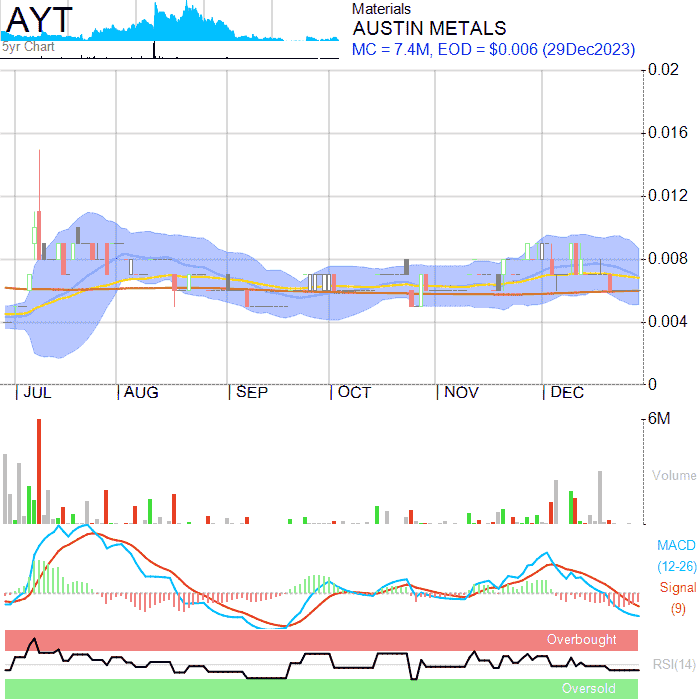 AYT
5yr Chart
Materials
AUSTIN METALS
MC = 7.4M, EOD = $0.006 (29Dec2023)
0.02
0.016
0.012
0.008
0.004
0
JUL AUG SEP OCT NOV DEC
6M
Volume
MACD
(12-26)
Signal
(9)
Overbought
RSI(14)
Oversold